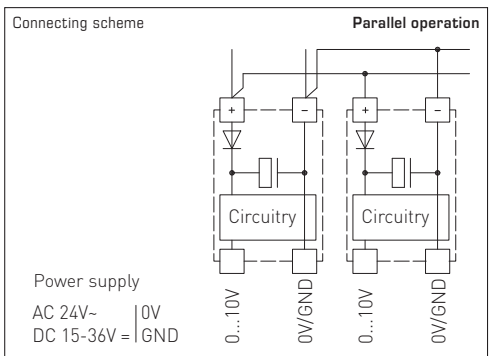 Connecting scheme
Parallel operation
+
–
+
–
Circuitry
Circuitry
Power supply
AC 24V~ | 0V
DC 15-36V = | GND
0...10V
0V/GND
0...10V
0V/GND